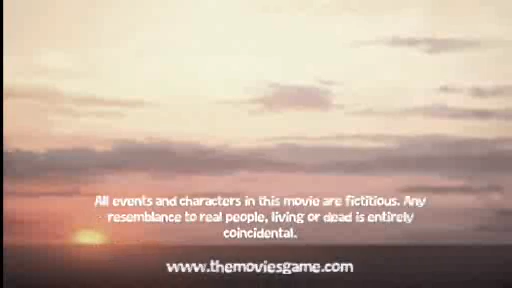 All events and characters in this movie are fictitious. Any
resemblance to real people, living or dead is entirely
coincidental.
www.themoviesgame.com